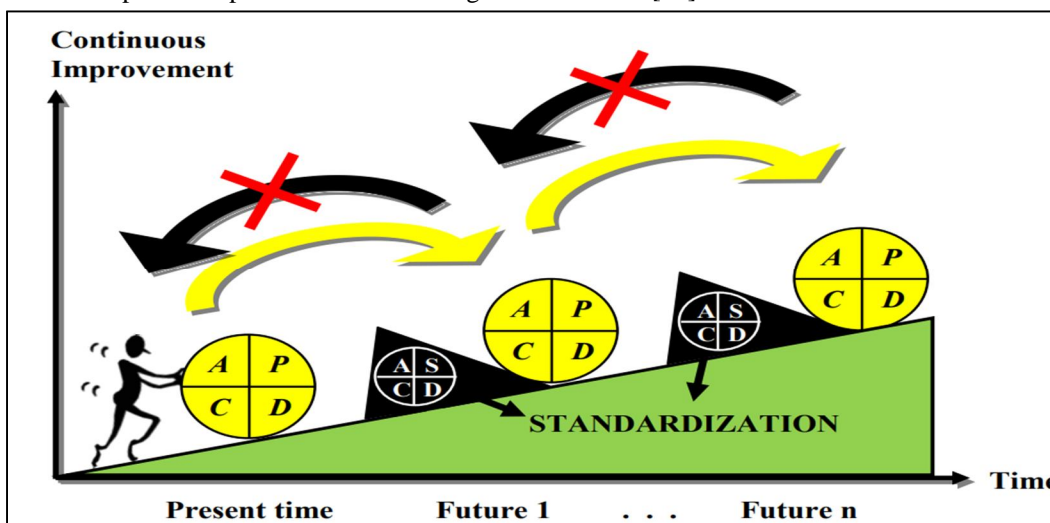 Continuous
Improvement
A P
C D
A S
C D
A P
C D
A S
C D
A P
C D
STANDARDIZATION
Time
Present time Future 1 . . . Future n